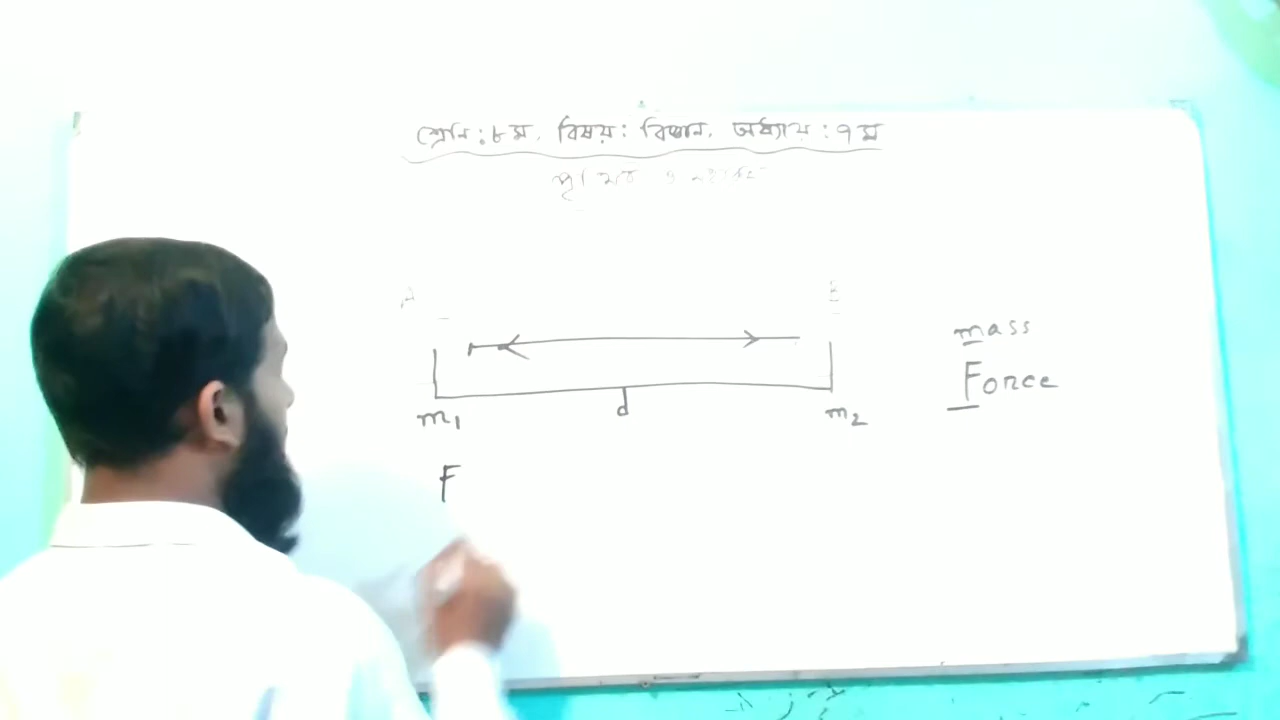 শ্রেনি : ৮ম. বিষয় : বিজ্ঞান. অধ্যায় : ৭ম
mass
Force
m₁ d m₂
F